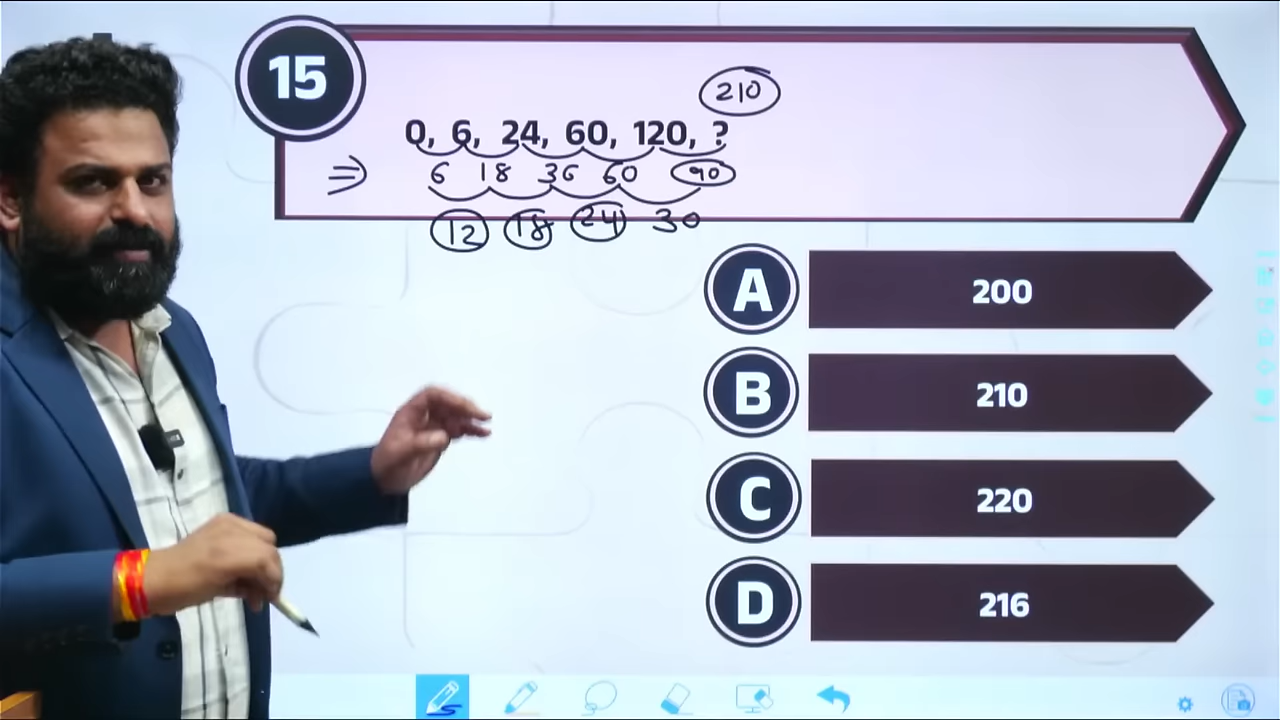 15
210
0, 6, 24, 60, 120, ?
⇒ 6 18 36 60 90
12 18 24 30
A 200
B 210
C 220
D 216